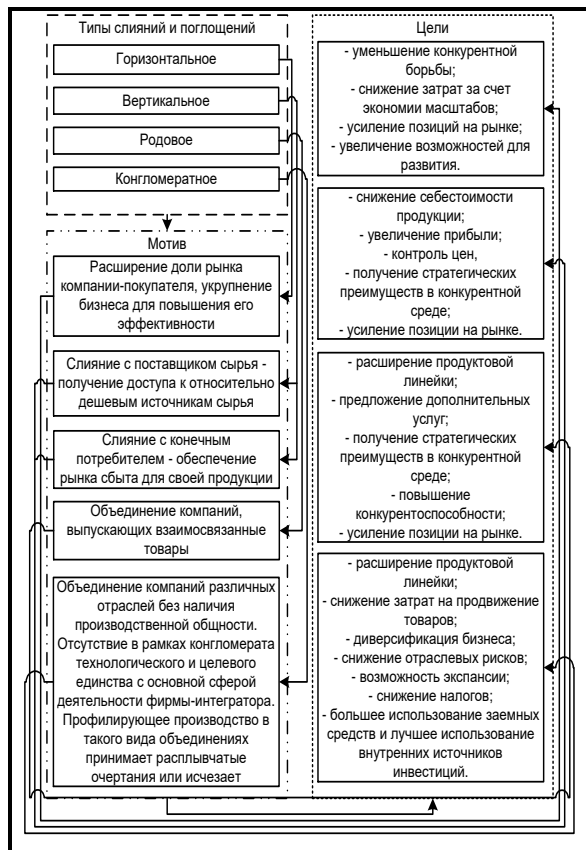 Типы слияний и поглощений
Горизонтальное
Вертикальное
Родовое
Конгломератное
Мотив
Расширение доли рынка
компании-покупателя, укрупнение
бизнеса для повышения его
эффективности
Слияние с поставщиком сырья -
получение доступа к относительно
дешевым источникам сырья
Слияние с конечным
потребителем - обеспечение
рынка сбыта для своей продукции
Объединение компаний,
выпускающих взаимосвязанные
товары
Объединение компаний различных
отраслей без наличия
производственной общности.
Отсутствие в рамках конгломерата
технологического и целевого
единства с основной сферой
деятельности фирмы-интегратора.
Профилирующее производство в
такого вида объединениях
принимает расплывчатые
очертания или исчезает
Цели
- уменьшение конкурентной
борьбы;
- снижение затрат за счет
экономии масштабов;
- усиление позиций на рынке;
- увеличение возможностей для
развития.
- снижение себестоимости
продукции;
- увеличение прибыли;
- контроль цен,
- получение стратегических
преимуществ в конкурентной
среде;
- усиление позиции на рынке.
- расширение продуктовой
линейки;
- предложение дополнительных
услуг;
- получение стратегических
преимуществ в конкурентной
среде;
- повышение
конкурентоспособности;
- усиление позиции на рынке.
- расширение продуктовой
линейки;
- снижение затрат на продвижение
товаров;
- диверсификация бизнеса;
- снижение отраслевых рисков;
- возможность экспансии;
- снижение налогов;
- большее использование заемных
средств и лучшее использование
внутренних источников
инвестиций.